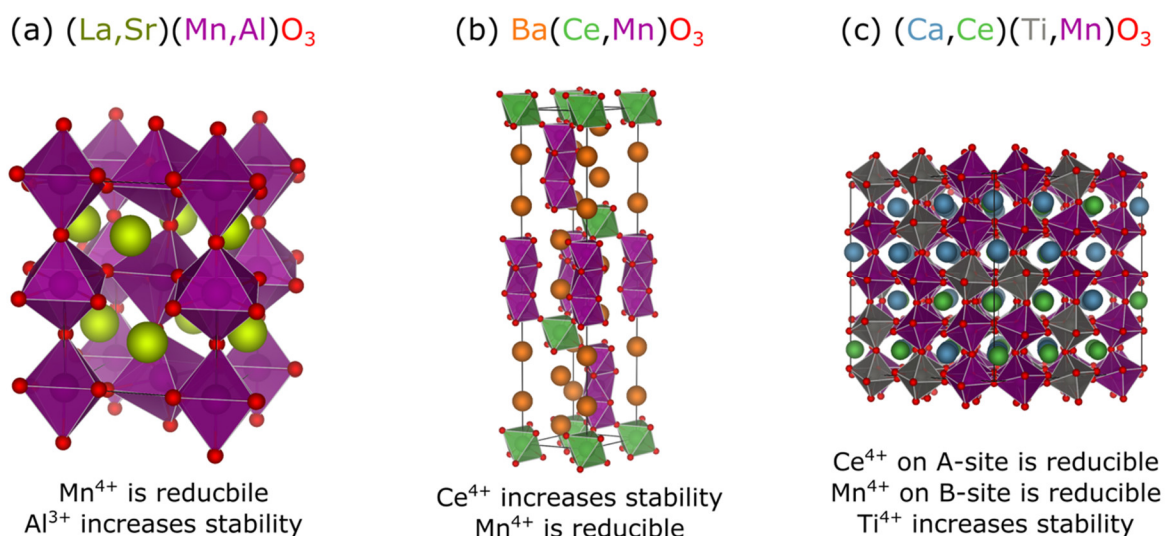 (a) (La,Sr)(Mn,Al)O₃
(b) Ba(Ce,Mn)O₃
(c) (Ca,Ce)(Ti,Mn)O₃
Mn⁴⁺ is reducbile
Al³⁺ increases stability
Ce⁴⁺ increases stability
Mn⁴⁺ is reducible
Ce⁴⁺ on A-site is reducible
Mn⁴⁺ on B-site is reducible
Ti⁴⁺ increases stability